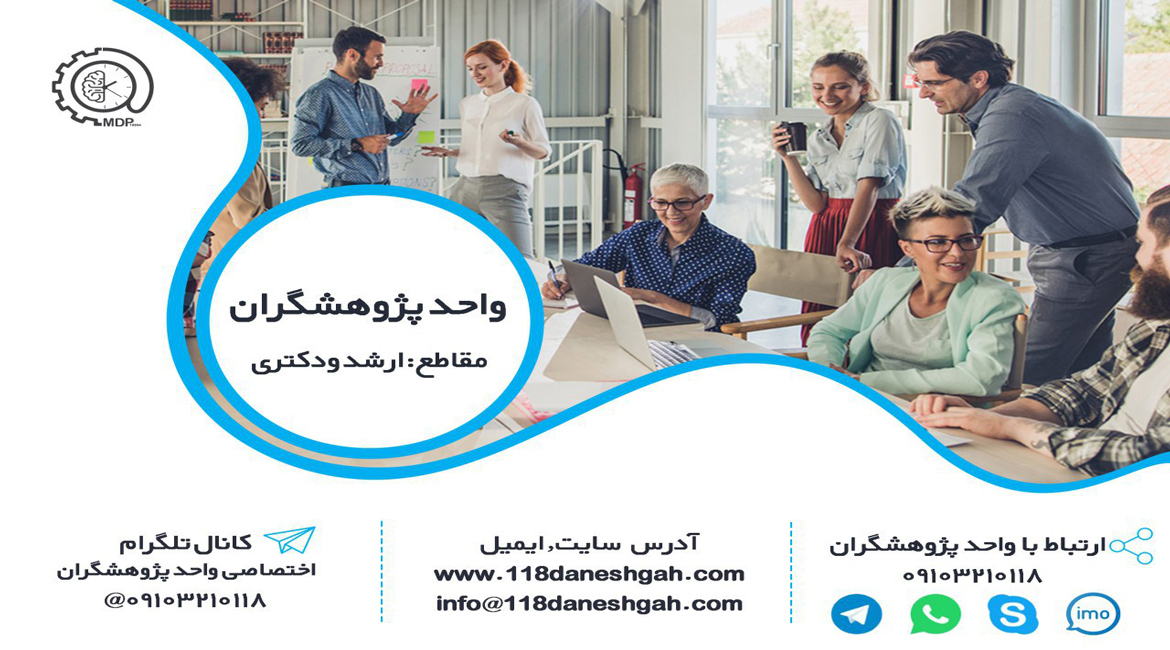 MDP
واحد پژوهشگران
مقاطع: ارشد ودکتری
ارتباط با واحد پژوهشگران
۰۹۱۰۳۲۱۰۱۱۸
imo
آدرس سایت, ایمیل
www.118daneshgah.com
info@118daneshgah.com
کانال تلگرام
اختصاصی واحد پژوهشگران
@۰۹۱۰۳۲۱۰۱۱۸